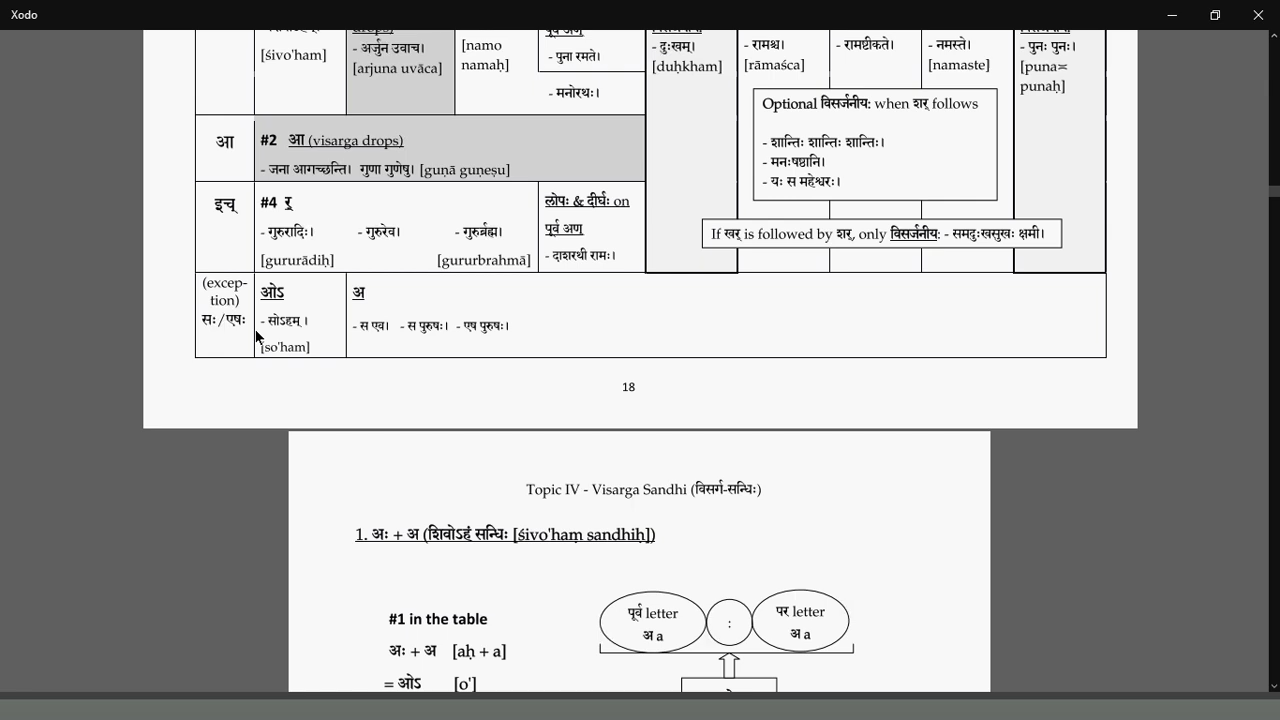 Xodo
[śivo'ham]
- अर्जुन उवाच।
[arjuna uvāca]
[namo
namaḥ]
- पुना रमते।
- मनोरथः।
- दुःखम्।
[duḥkham]
- रामश्च।
[rāmaśca]
- रामष्टीकते।
- नमस्ते।
[namaste]
- पुनः पुनः।
[puna≍
punaḥ]
Optional विसर्जनीय: when शर् follows
- शान्तिः शान्तिः शान्तिः।
- मनःषष्ठानि।
- यः स महेश्वरः।
आ
#2 आ (visarga drops)
- जना आगच्छन्ति। गुणा गुणेषु। [guṇā guṇeṣu]
इच्
#4 र्
- गुरुरादिः। - गुरुरेव। - गुरुर्ब्रह्मा।
[gururādiḥ] [gururbrahmā]
लोपः & दीर्घः on
पूर्व अण्
- दाशरथी रामः।
If खर् is followed by शर्, only विसर्जनीय: - समदुःखसुखः क्षमी।
(excep-
tion)
सः/एषः
ओऽ
- सोऽहम् ।
[so'ham]
अ
- स एव। - स पुरुषः। - एष पुरुषः।
18
Topic IV - Visarga Sandhi (विसर्ग-सन्धिः)
1. अः + अ (शिवोऽहं सन्धिः [śivo'haṃ sandhiḥ])
#1 in the table
अः + अ [aḥ + a]
= ओऽ [o']
पूर्व letter
अ a
:
पर letter
अ a